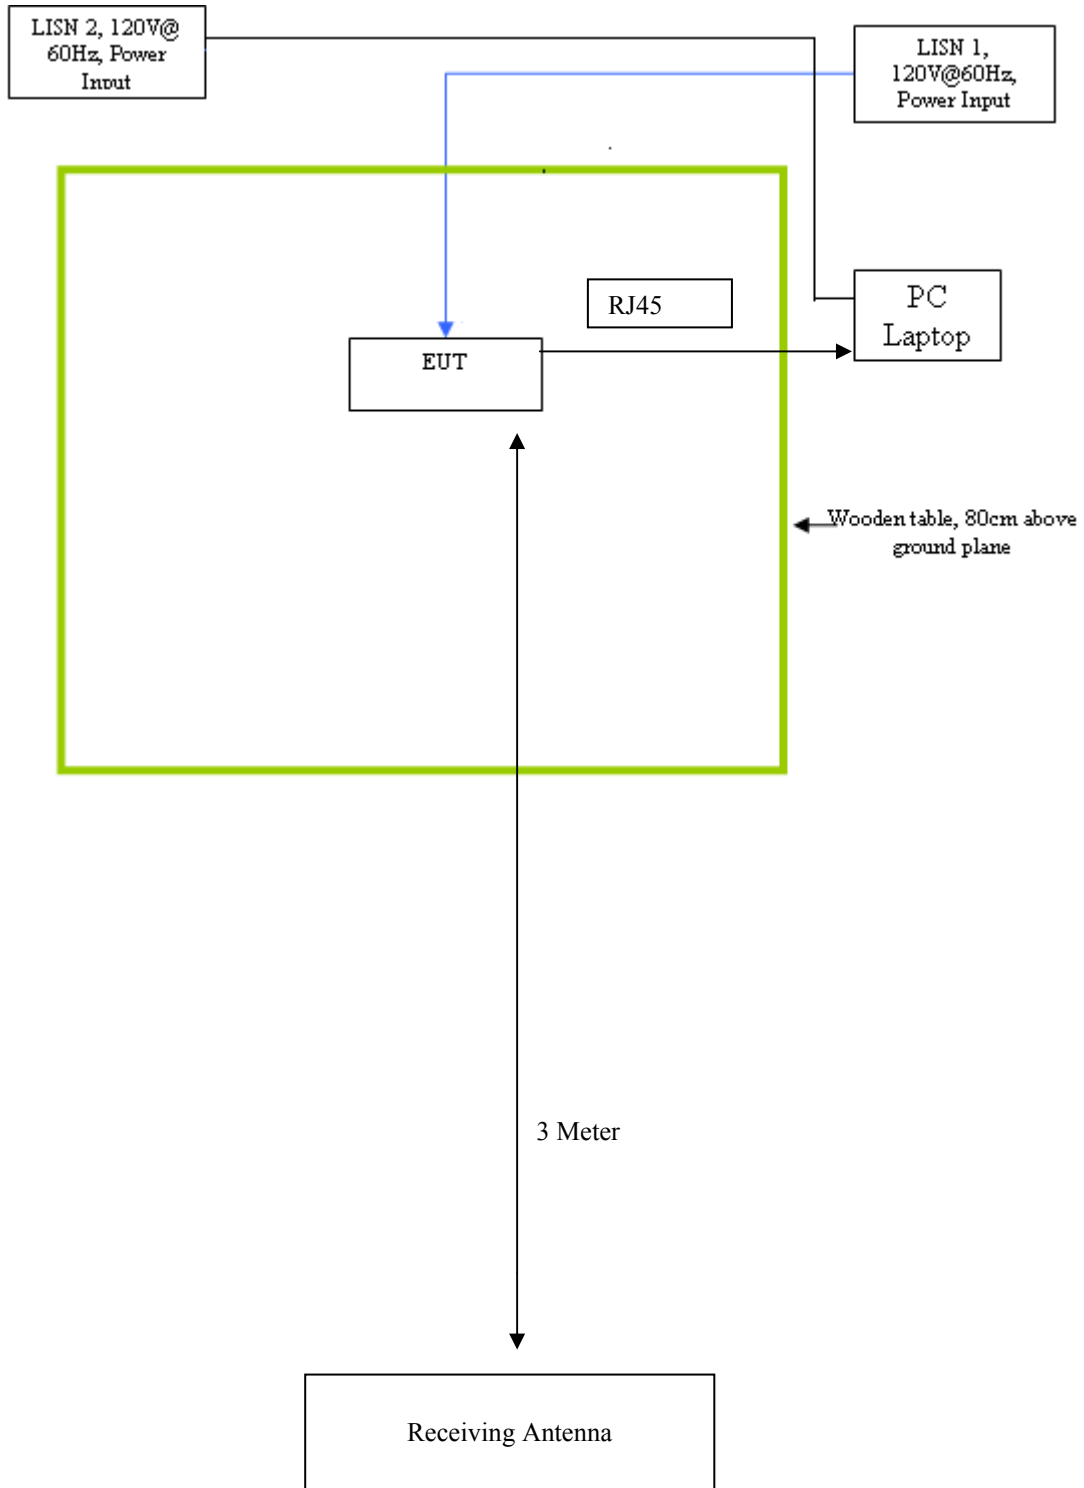 LISN 2, 120V@
60Hz, Power
Input
LISN 1,
120V@60Hz,
Power Input
RJ45
PC
Laptop
EUT
Wooden table, 80cm above
ground plane
3 Meter
Receiving Antenna